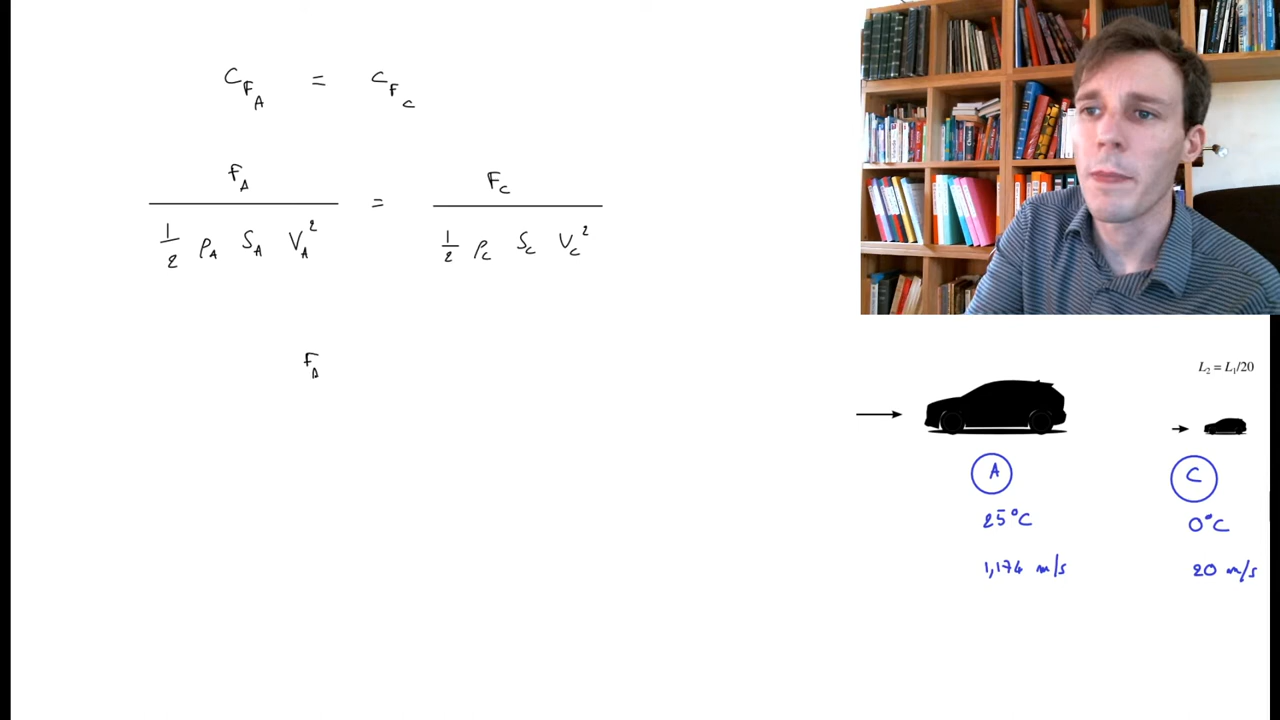 C_{F_A} = C_{F_C}
F_A / (1/2 ρ_A S_A V_A^2) = F_C / (1/2 ρ_C S_C V_C^2)
F_A
L_2 = L_1/20
A C
25°C 0°C
1,174 m/s 20 m/s